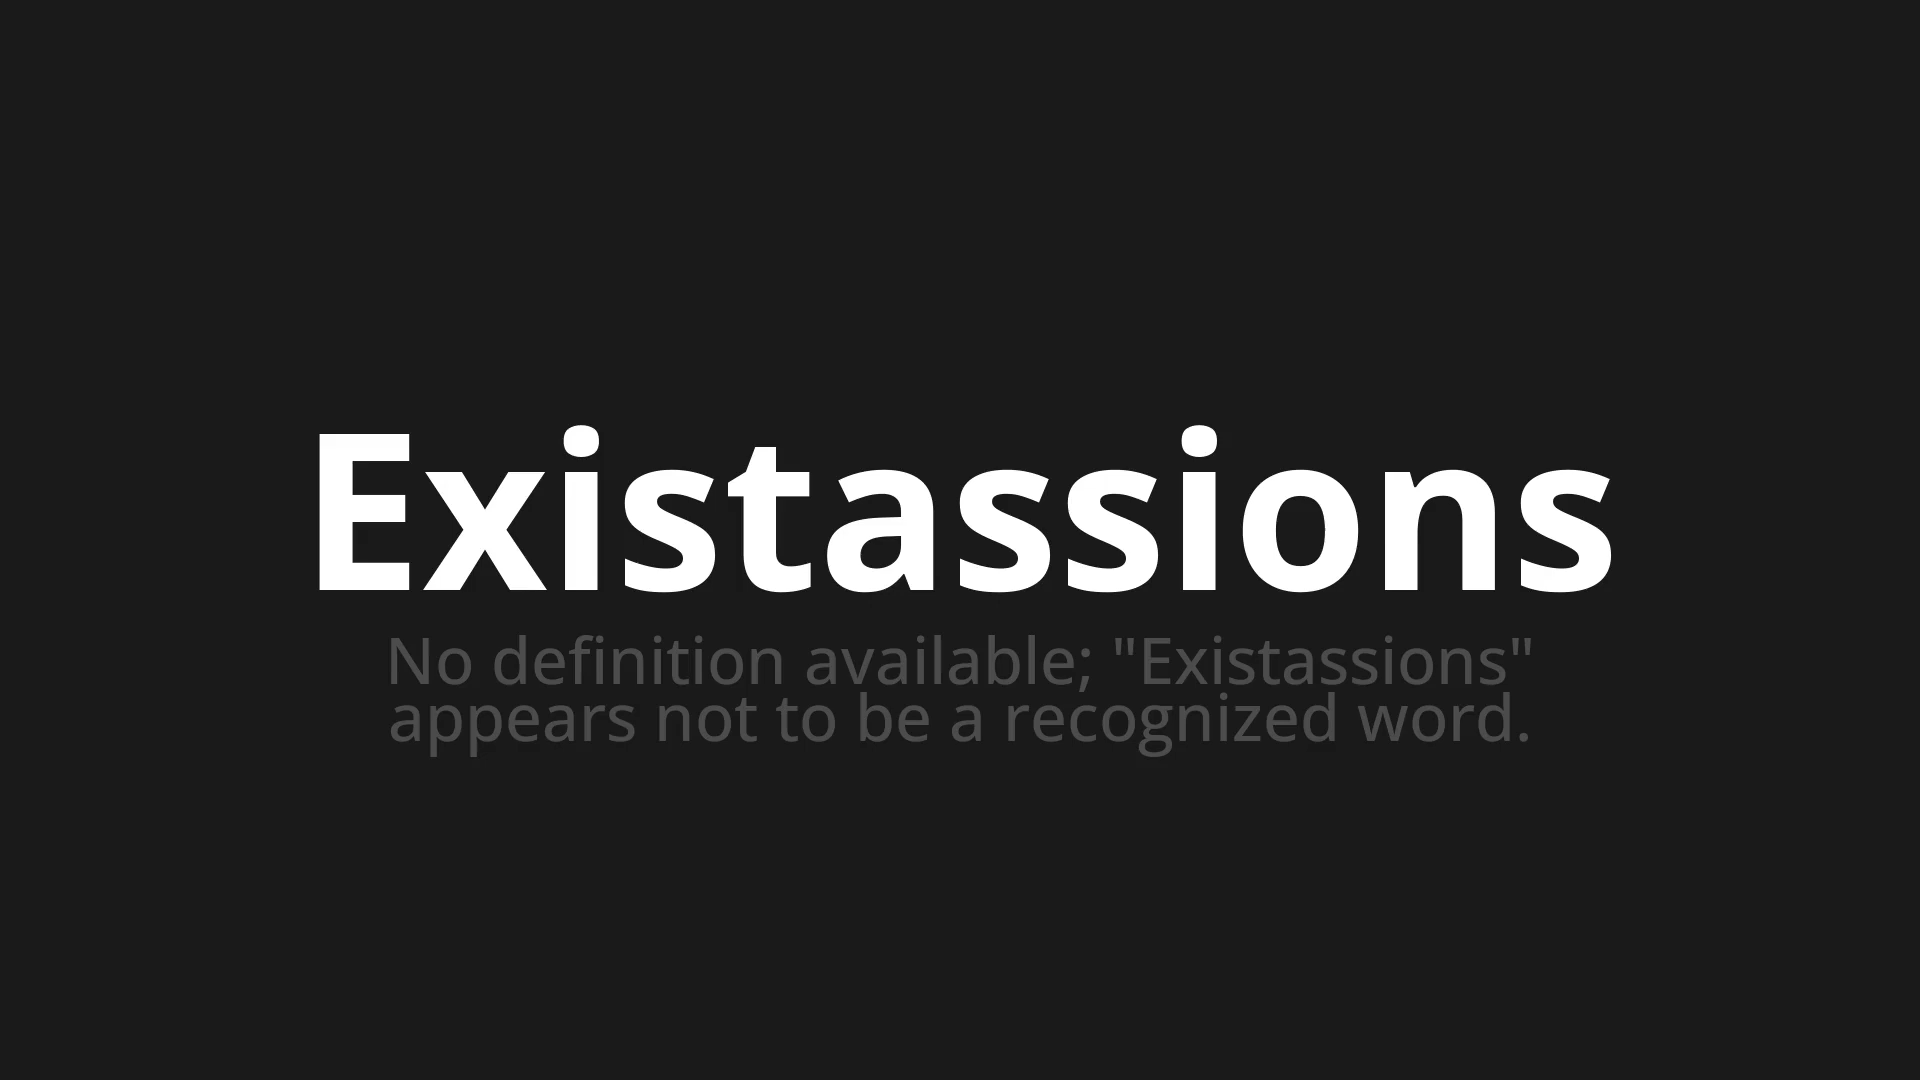 Existassions
No definition available; "Existassions"
appears not to be a recognized word.